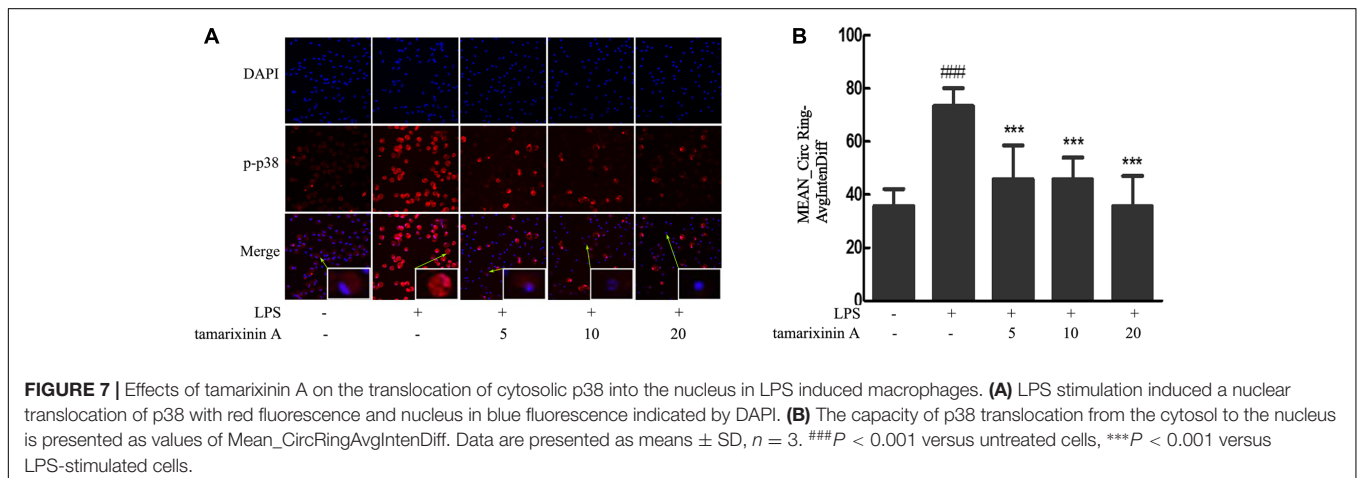 A
DAPI
p-p38
Merge
LPS - + + + +
tamarixinin A - - 5 10 20
B
MEAN_Circ Ring-
AvgIntenDiff
100
80
60
40
20
0
###
***
***
***
LPS - + + + +
tamarixinin A - - 5 10 20
FIGURE 7 | Effects of tamarixinin A on the translocation of cytosolic p38 into the nucleus in LPS induced macrophages. (A) LPS stimulation induced a nuclear
translocation of p38 with red fluorescence and nucleus in blue fluorescence indicated by DAPI. (B) The capacity of p38 translocation from the cytosol to the nucleus
is presented as values of Mean_CircRingAvgIntenDiff. Data are presented as means ± SD, n = 3. ###P < 0.001 versus untreated cells, ***P < 0.001 versus
LPS-stimulated cells.